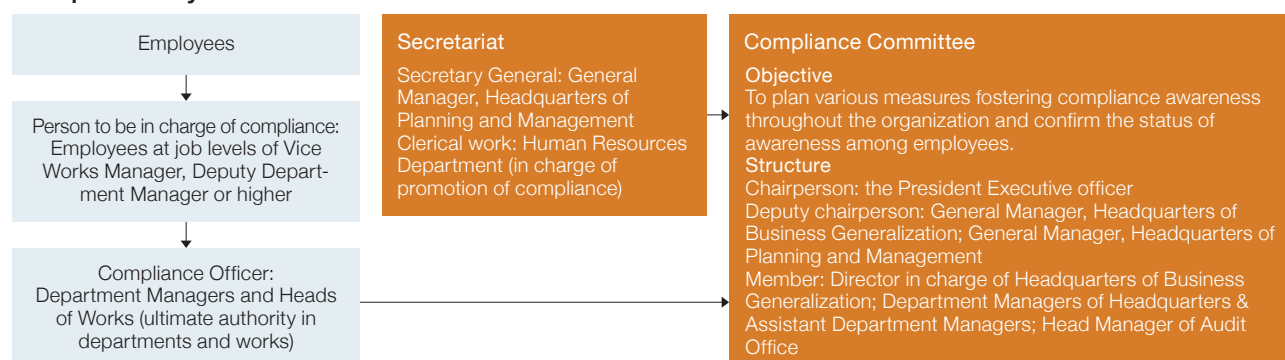 Employees
Person to be in charge of compliance:
Employees at job levels of Vice
Works Manager, Deputy Depart-
ment Manager or higher
Compliance Officer:
Department Managers and Heads
of Works (ultimate authority in
departments and works)
Secretariat
Secretary General: General
Manager, Headquarters of
Planning and Management
Clerical work: Human Resources
Department (in charge of
promotion of compliance)
Compliance Committee
Objective
To plan various measures fostering compliance awareness
throughout the organization and confirm the status of
awareness among employees.
Structure
Chairperson: the President Executive officer
Deputy chairperson: General Manager, Headquarters of
Business Generalization; General Manager, Headquarters of
Planning and Management
Member: Director in charge of Headquarters of Business
Generalization; Department Managers of Headquarters &
Assistant Department Managers; Head Manager of Audit
Office